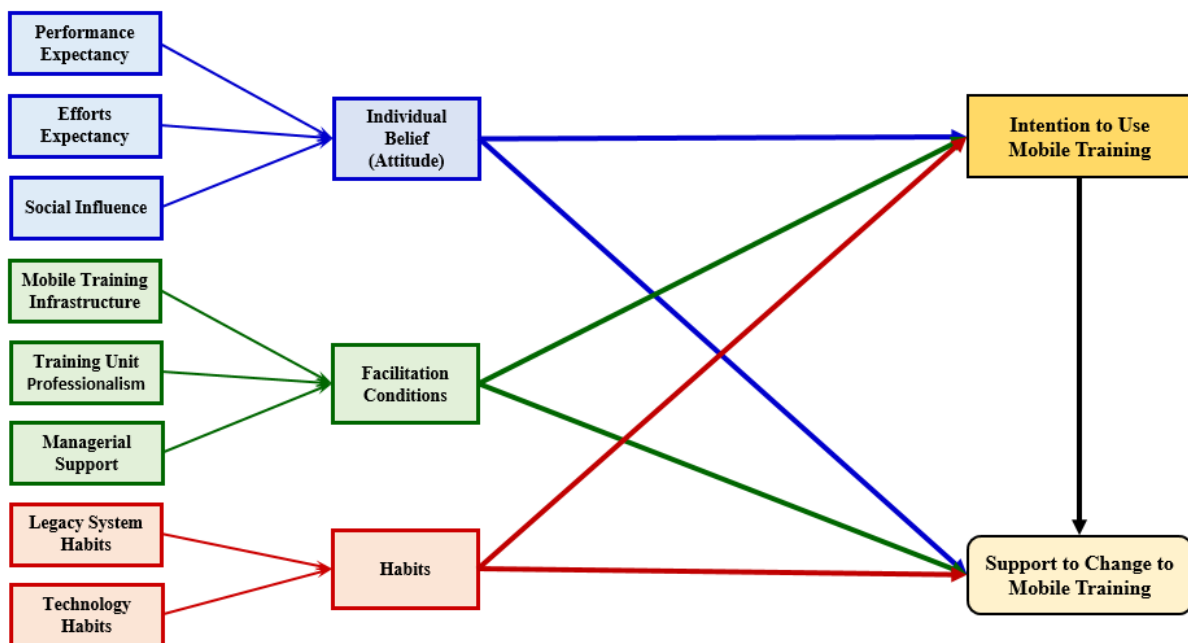 Performance
Expectancy
Efforts
Expectancy
Social Influence
Individual
Belief
(Attitude)
Intention to Use
Mobile Training
Mobile Training
Infrastructure
Training Unit
Professionalism
Managerial
Support
Facilitation
Conditions
Legacy System
Habits
Technology
Habits
Habits
Support to Change to
Mobile Training